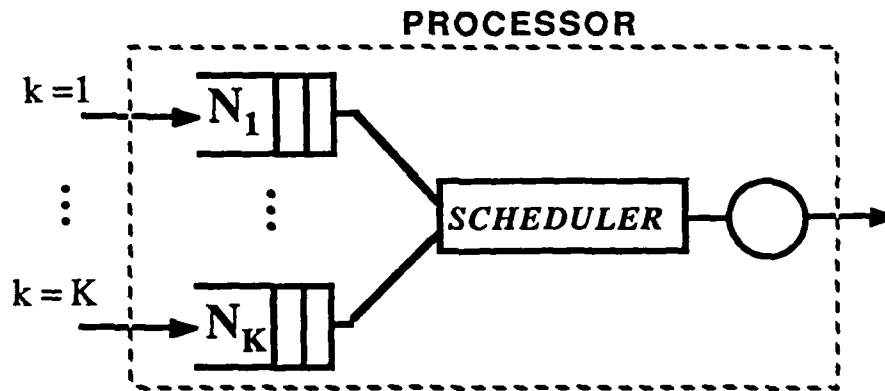 PROCESSOR
k = 1
N1
SCHEDULER
k = K
NK